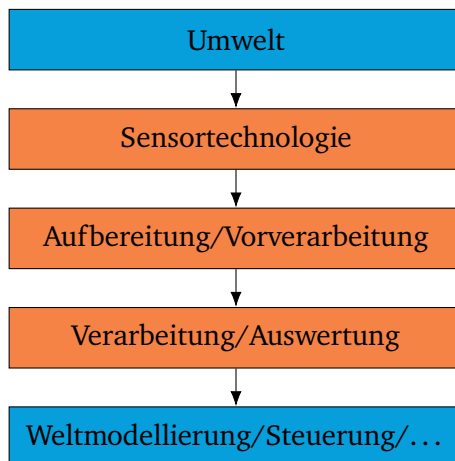 Umwelt
Sensortechnologie
Aufbereitung/Vorverarbeitung
Verarbeitung/Auswertung
Weltmodellierung/Steuerung/...